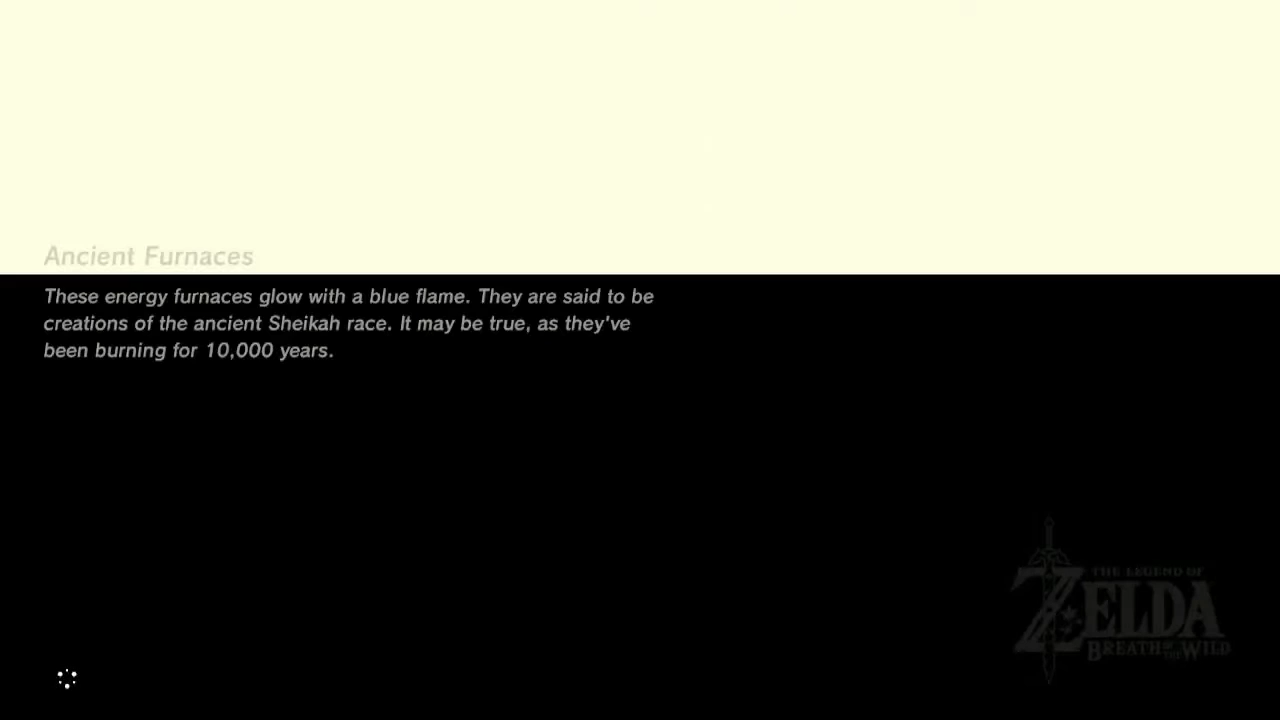 Ancient Furnaces
These energy furnaces glow with a blue flame. They are said to be
creations of the ancient Sheikah race. It may be true, as they've
been burning for 10,000 years.
THE LEGEND OF
ZELDA
BREATH OF THE WILD